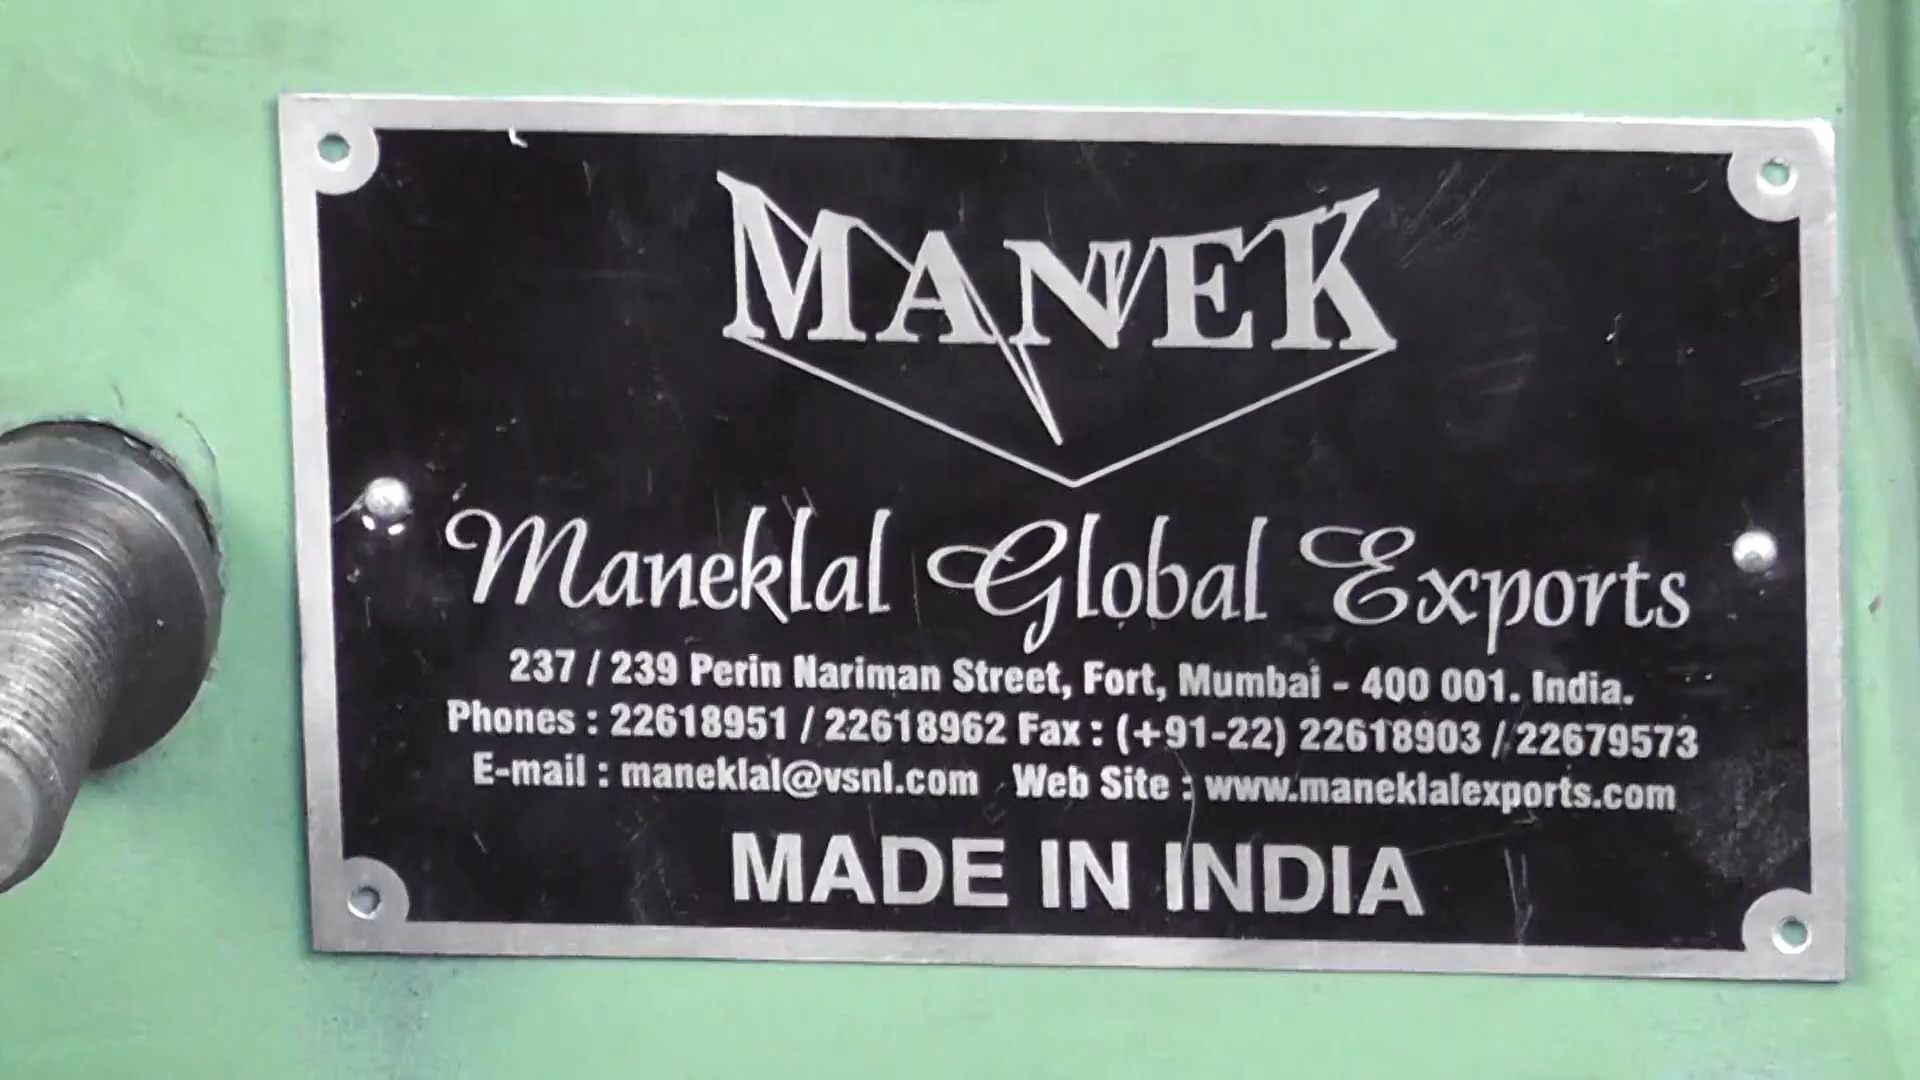 MANEK
Maneklal Global Exports
237 / 239 Perin Nariman Street, Fort, Mumbai - 400 001. India.
Phones : 22618951 / 22618962 Fax : (+91-22) 22618903 / 22679573
E-mail : maneklal@vsnl.com Web Site : www.maneklalexports.com
MADE IN INDIA